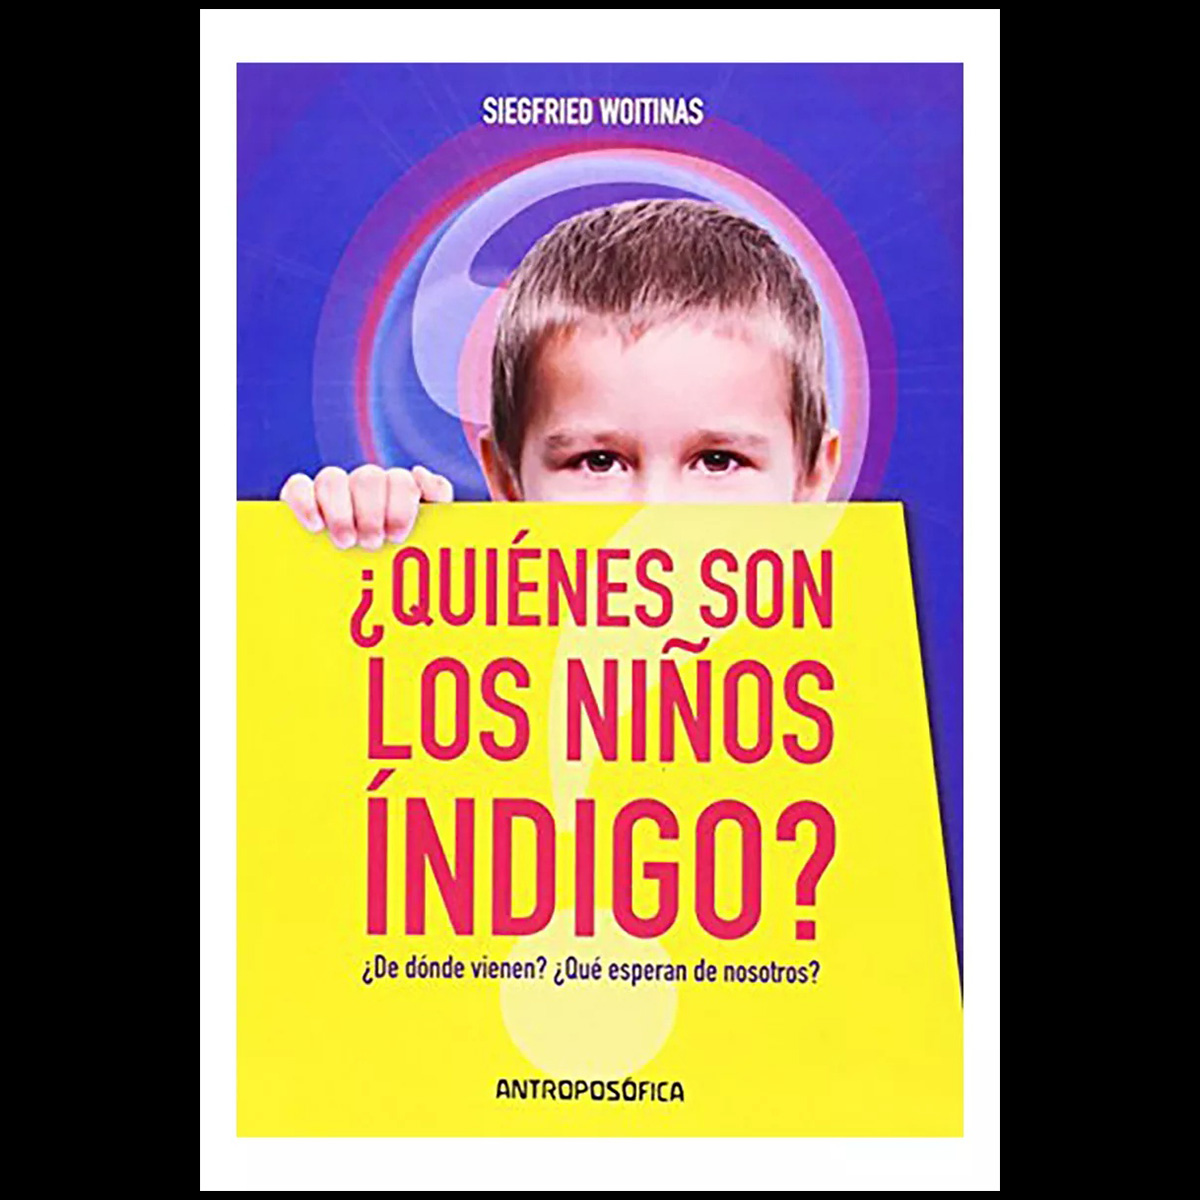 SIEGFRIED WOITINAS
¿QUIÉNES SON
LOS NIÑOS
ÍNDIGO?
¿De dónde vienen? ¿Qué esperan de nosotros?
ANTROPOSÓFICA